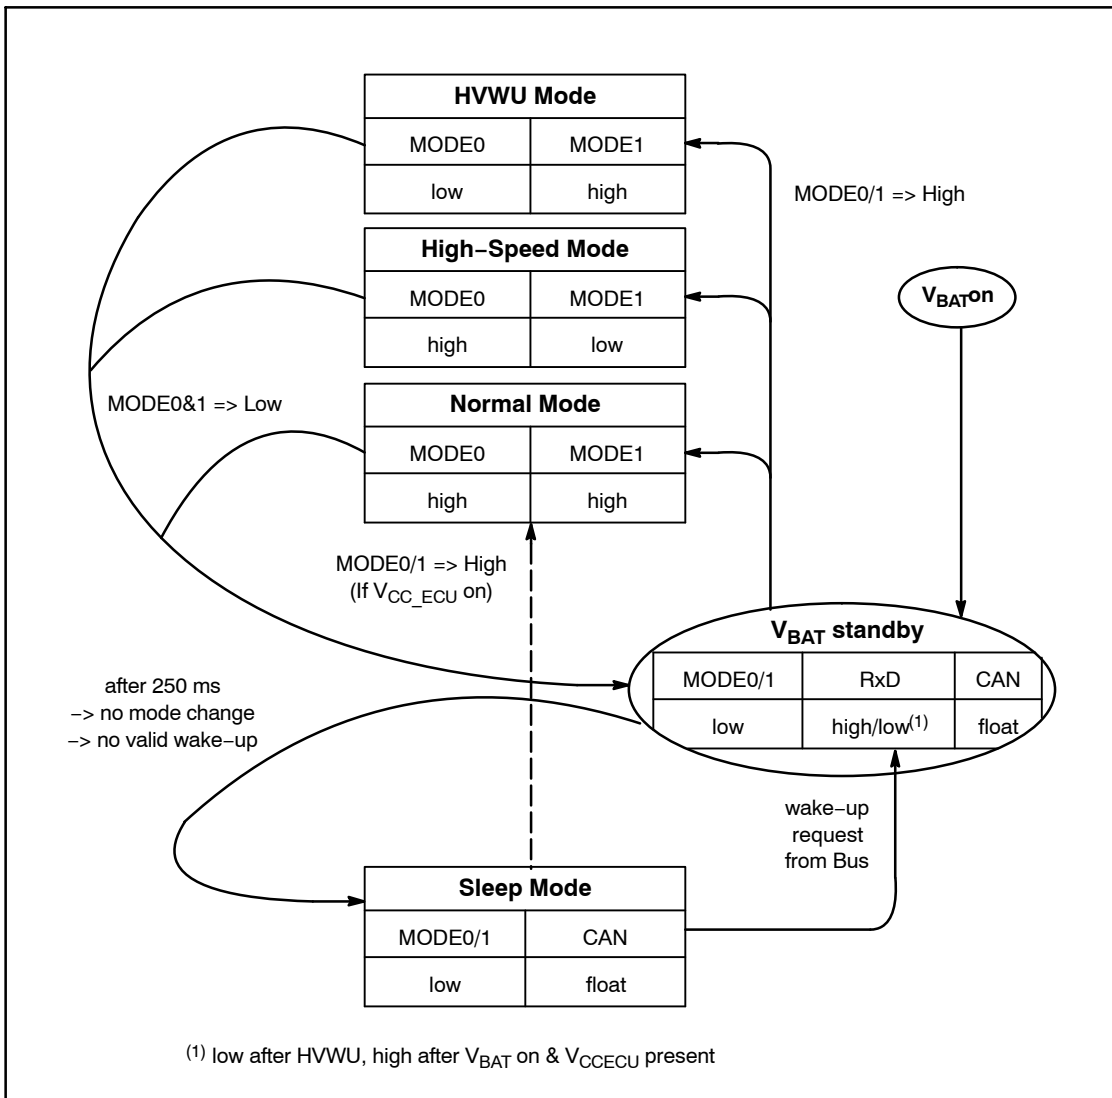 HVWU Mode
MODE0 MODE1
low high
MODE0/1 => High
High−Speed Mode
MODE0 MODE1
high low
VBATon
MODE0&1 => Low
Normal Mode
MODE0 MODE1
high high
MODE0/1 => High
(If VCC_ECU on)
VBAT standby
MODE0/1 RxD CAN
low high/low(1) float
after 250 ms
−> no mode change
−> no valid wake−up
wake−up
request
from Bus
Sleep Mode
MODE0/1 CAN
low float
(1) low after HVWU, high after VBAT on & VCCECU present